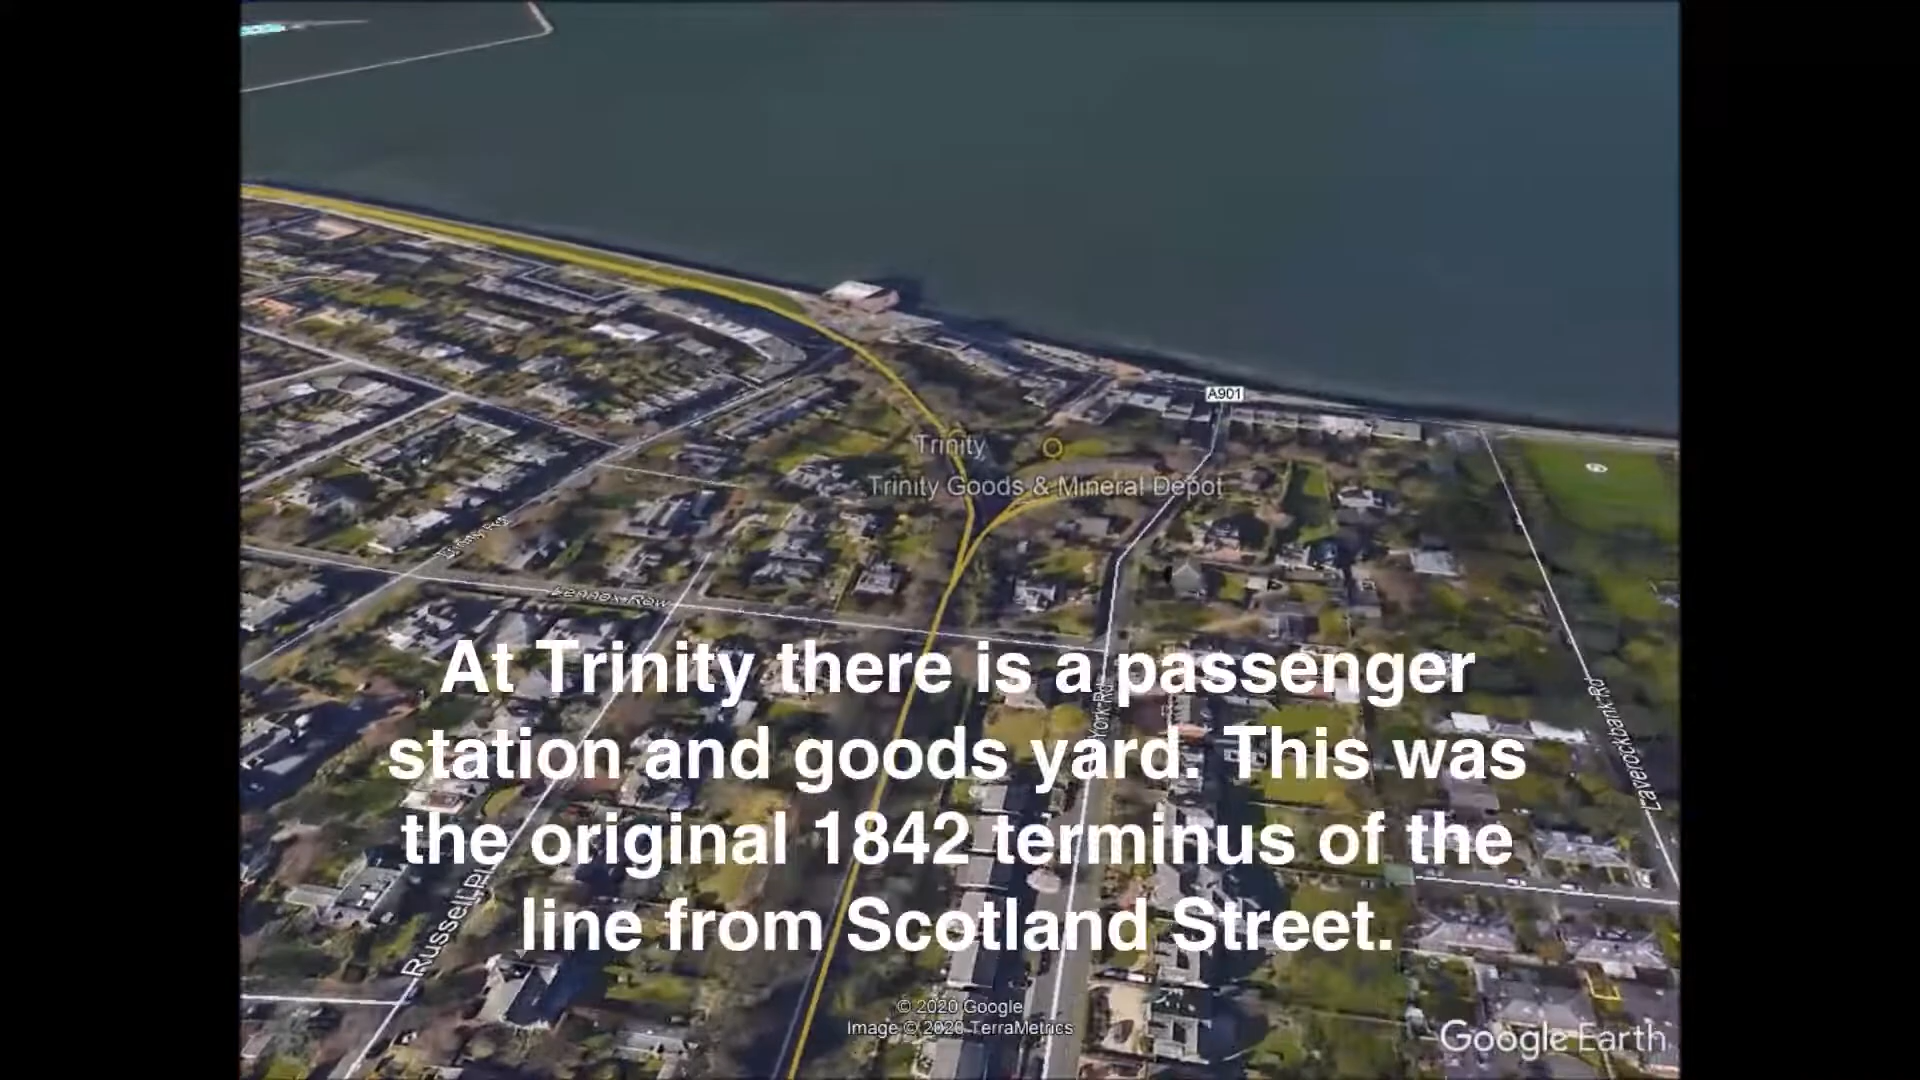 A901
Trinity
Trinity Goods & Mineral Depot
Trinity Rd
Lennox Row
At Trinity there is a passenger
station and goods yard. This was
the original 1842 terminus of the
line from Scotland Street.
York Rd
Laverockbank Rd
Russell Pl
© 2020 Google
Image © 2020 TerraMetrics
Google Earth